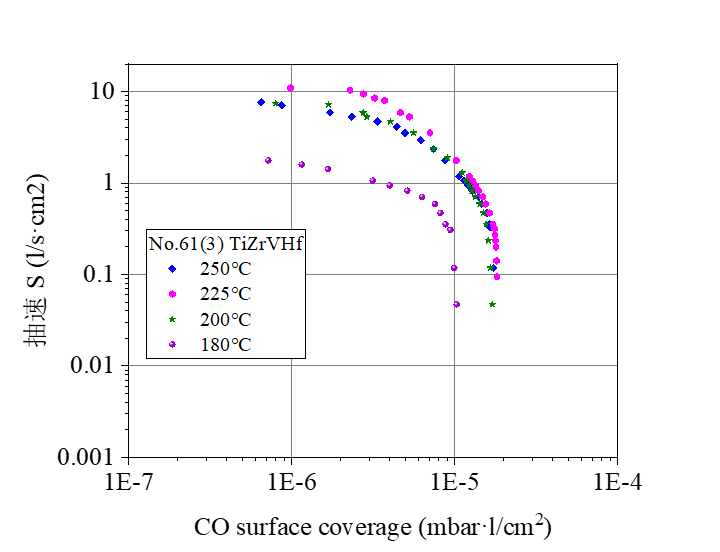 抽速 S (l/s·cm2)
10
1
0.1
0.01
0.001
No.61(3) TiZrVHf
250℃
225℃
200℃
180℃
1E-7 1E-6 1E-5 1E-4
CO surface coverage (mbar·l/cm²)